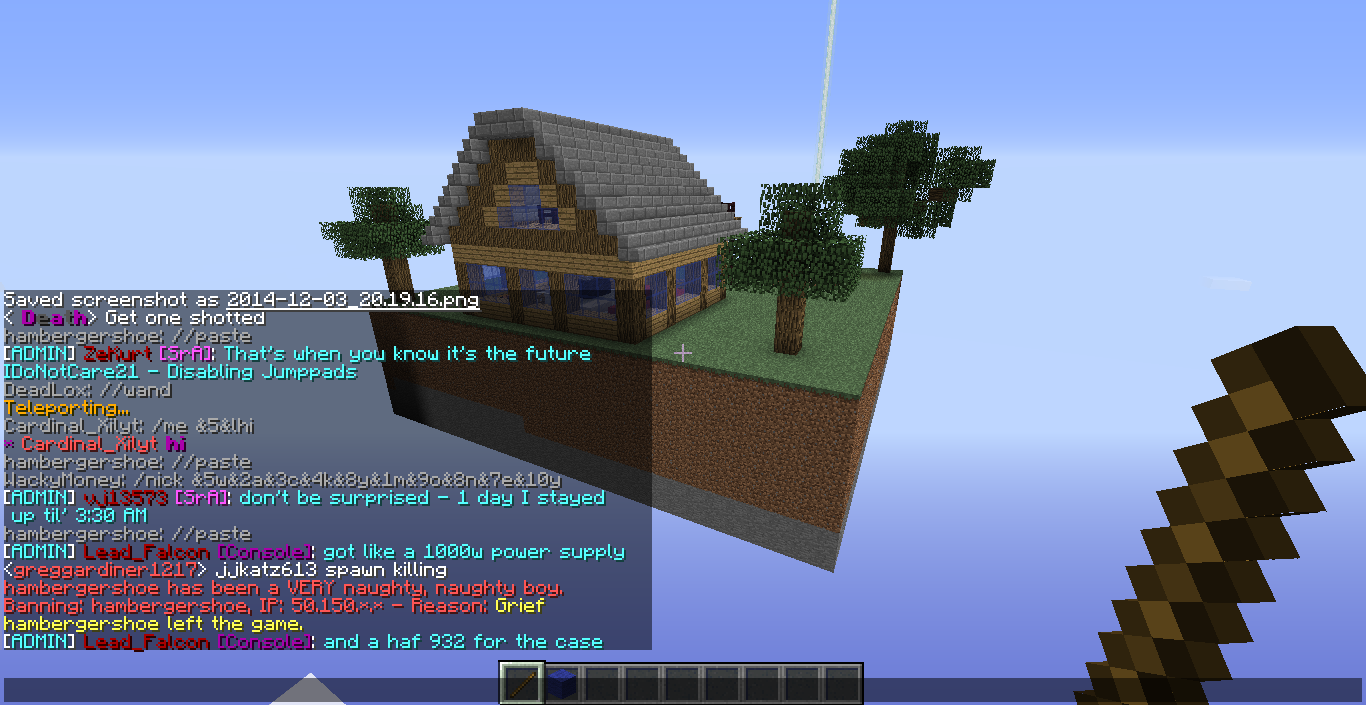 Saved screenshot as 2014-12-03_20.19.16.png
< Death> Get one shotted
hambergershoe: //paste
[ADMIN] ZeKurt [SrA]: That's when you know it's the future
IDoNotCare21 - Disabling Jumppads
DeadLox: //wand
Teleporting...
Cardinal_Xilyt: /me &5&lhi
* Cardinal_Xilyt hi
hambergershoe: //paste
WackyMoney: /nick &5w&2a&3c&4k&8y&1m&9o&8n&7e&10y
[ADMIN] vj13573 [SrA]: don't be surprised - 1 day I stayed
up til' 3:30 AM
hambergershoe: //paste
[ADMIN] Lead_Falcon [Console]: got like a 1000w power supply
<greggardiner1217> jjkatz613 spawn killing
hambergershoe has been a VERY naughty, naughty boy.
Banning: hambergershoe, IP: 50.150.*.* - Reason: Grief
hambergershoe left the game.
[ADMIN] Lead_Falcon [Console]: and a haf 932 for the case